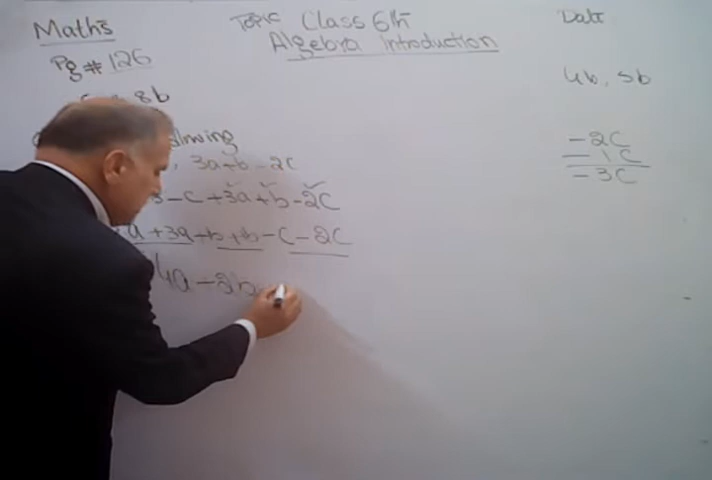 Maths
TOPIC Class 6th
Algebra Introduction
Date
Pg # 126
8b
4b, 5b
3a+b-2c
-c+3a+b-2c
a+3a+b+b-c-2c
4a-2b
-2c
-1c
-3c